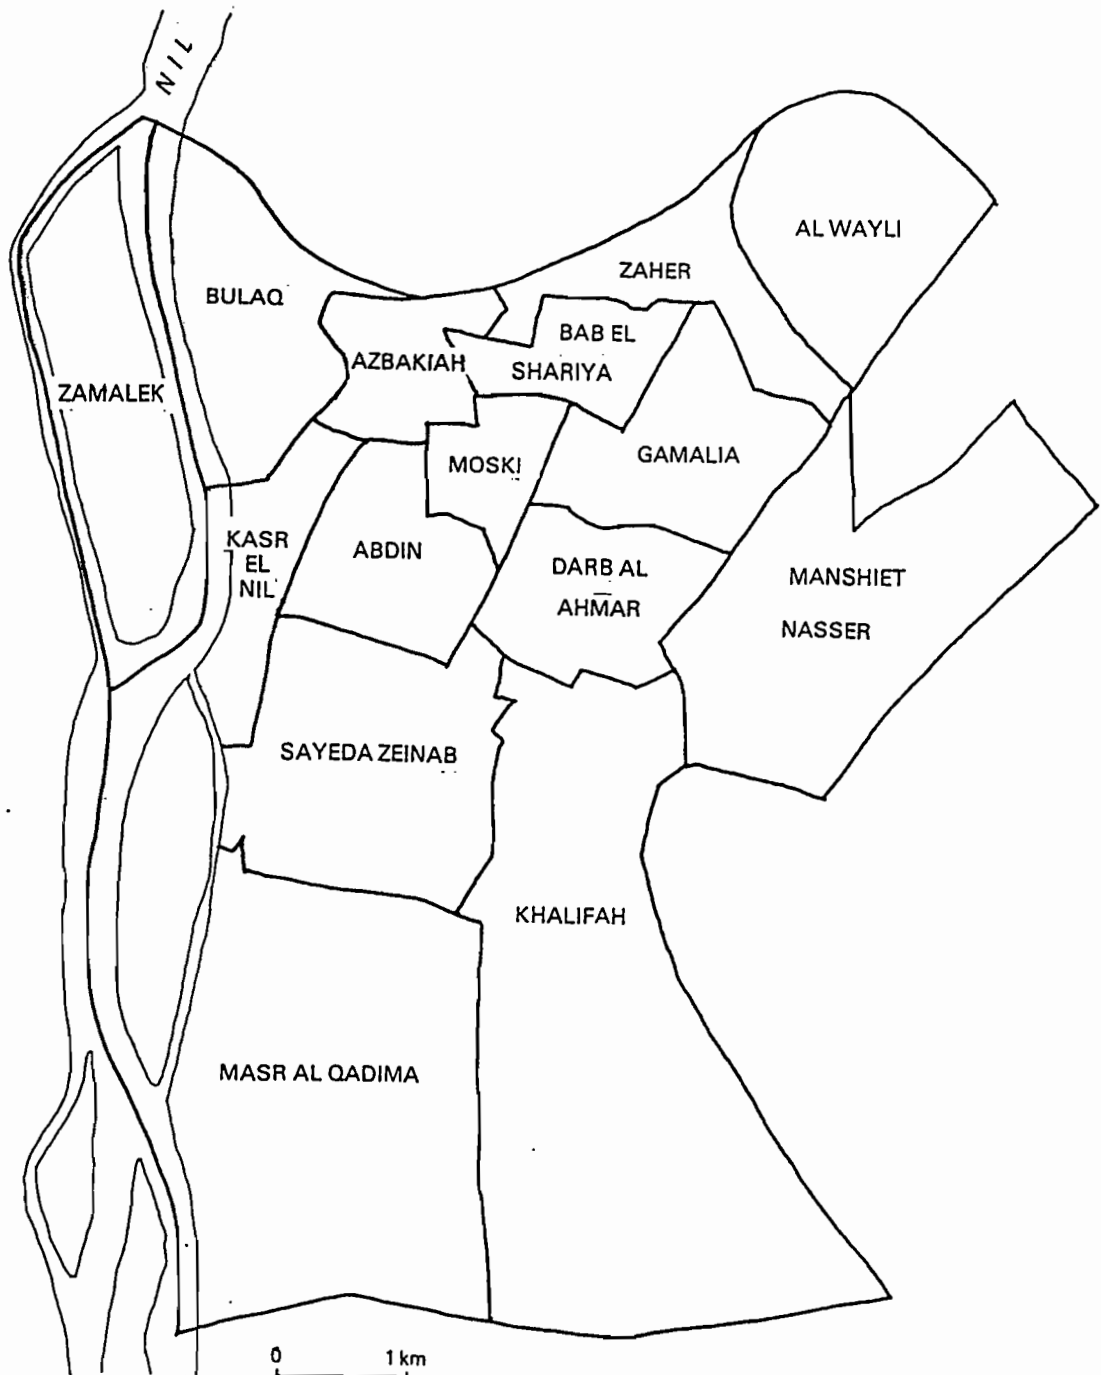 NIL
AL WAYLI
ZAHER
BULAQ
BAB EL
SHARIYA
AZBAKIAH
ZAMALEK
MOSKI
GAMALIA
KASR
EL
NIL
ABDIN
DARB AL
AHMAR
MANSHIET
NASSER
SAYEDA ZEINAB
KHALIFAH
MASR AL QADIMA
0 1 km